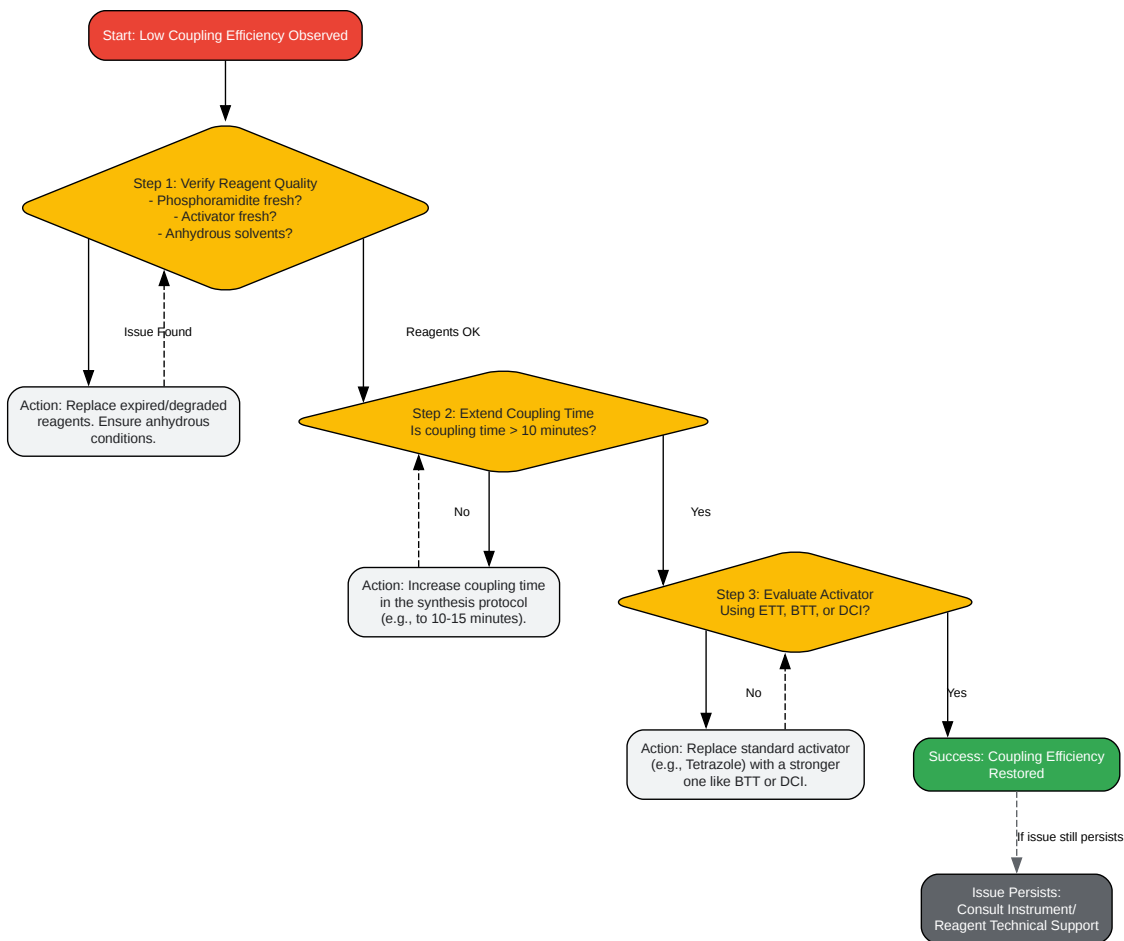 Start: Low Coupling Efficiency Observed
Step 1: Verify Reagent Quality
- Phosphoramidite fresh?
- Activator fresh?
- Anhydrous solvents?
Issue Found
Reagents OK
Action: Replace expired/degraded
reagents. Ensure anhydrous
conditions.
Step 2: Extend Coupling Time
Is coupling time > 10 minutes?
No
Yes
Action: Increase coupling time
in the synthesis protocol
(e.g., to 10-15 minutes).
Step 3: Evaluate Activator
Using ETT, BTT, or DCI?
No
Yes
Action: Replace standard activator
(e.g., Tetrazole) with a stronger
one like BTT or DCI.
Success: Coupling Efficiency
Restored
If issue still persists
Issue Persists:
Consult Instrument/
Reagent Technical Support